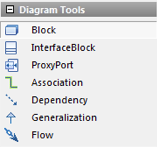 Diagram Tools
Block
InterfaceBlock
ProxyPort
Association
Dependency
Generalization
Flow